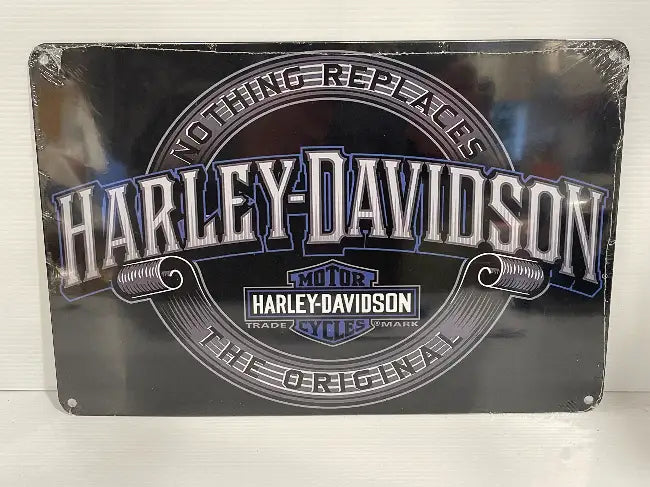 NOTHING REPLACES
HARLEY-DAVIDSON
MOTOR
HARLEY-DAVIDSON
TRADE CYCLES ® MARK
THE ORIGINAL